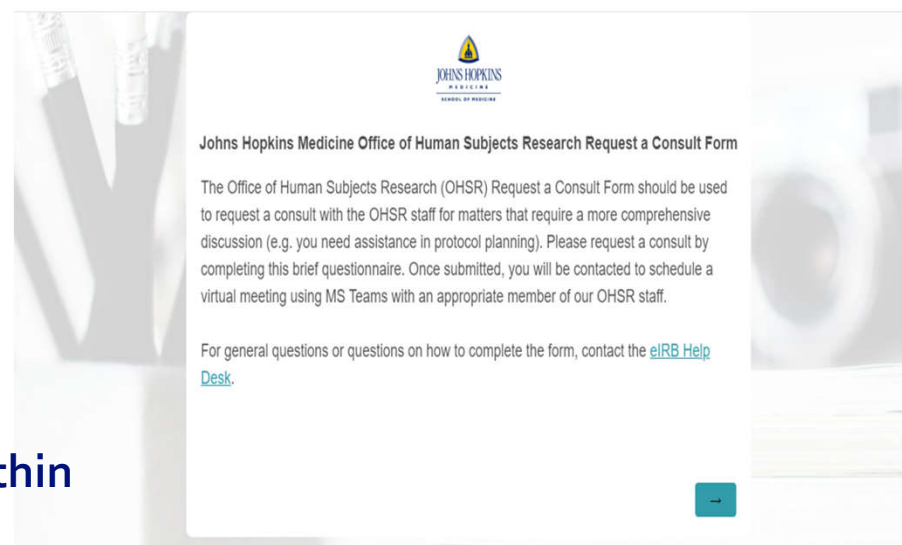 JOHNS HOPKINS
MEDICINE
SCHOOL OF MEDICINE
Johns Hopkins Medicine Office of Human Subjects Research Request a Consult Form
The Office of Human Subjects Research (OHSR) Request a Consult Form should be used
to request a consult with the OHSR staff for matters that require a more comprehensive
discussion (e.g. you need assistance in protocol planning). Please request a consult by
completing this brief questionnaire. Once submitted, you will be contacted to schedule a
virtual meeting using MS Teams with an appropriate member of our OHSR staff.
For general questions or questions on how to complete the form, contact the eIRB Help
Desk.
thin
→